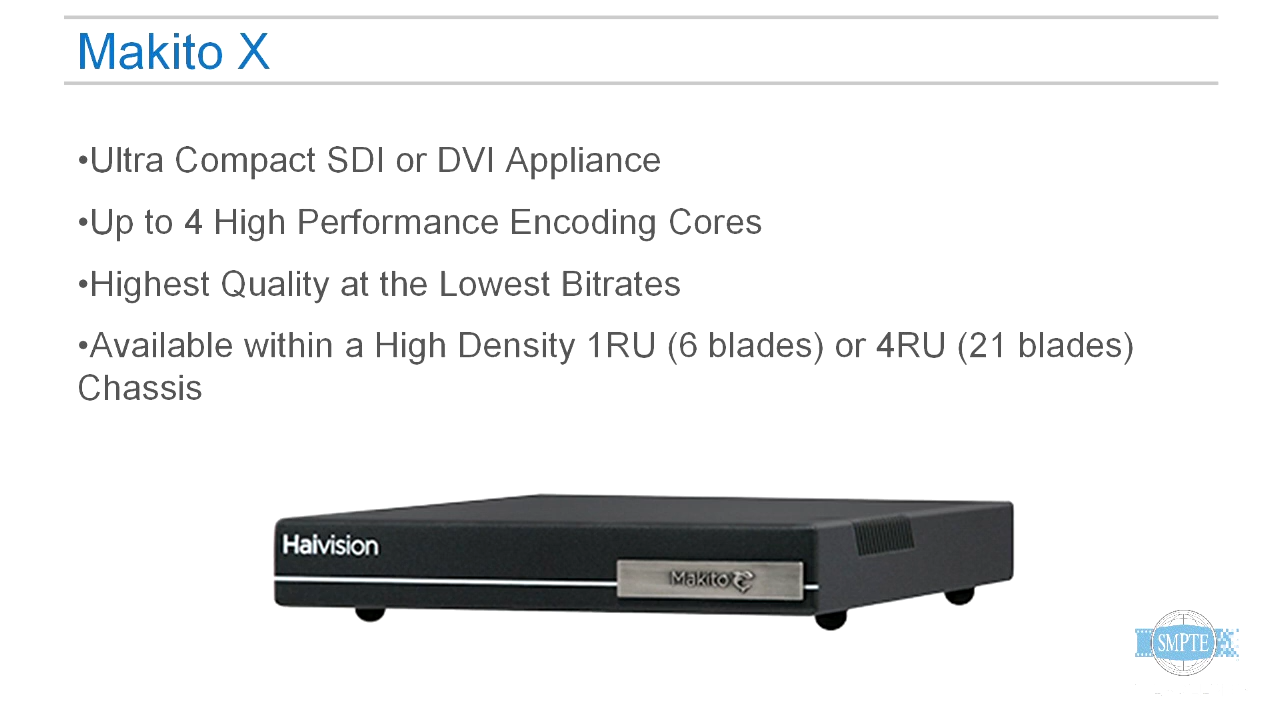 Makito X
•Ultra Compact SDI or DVI Appliance
•Up to 4 High Performance Encoding Cores
•Highest Quality at the Lowest Bitrates
•Available within a High Density 1RU (6 blades) or 4RU (21 blades)
Chassis
Haivision
Makito
SMPTE